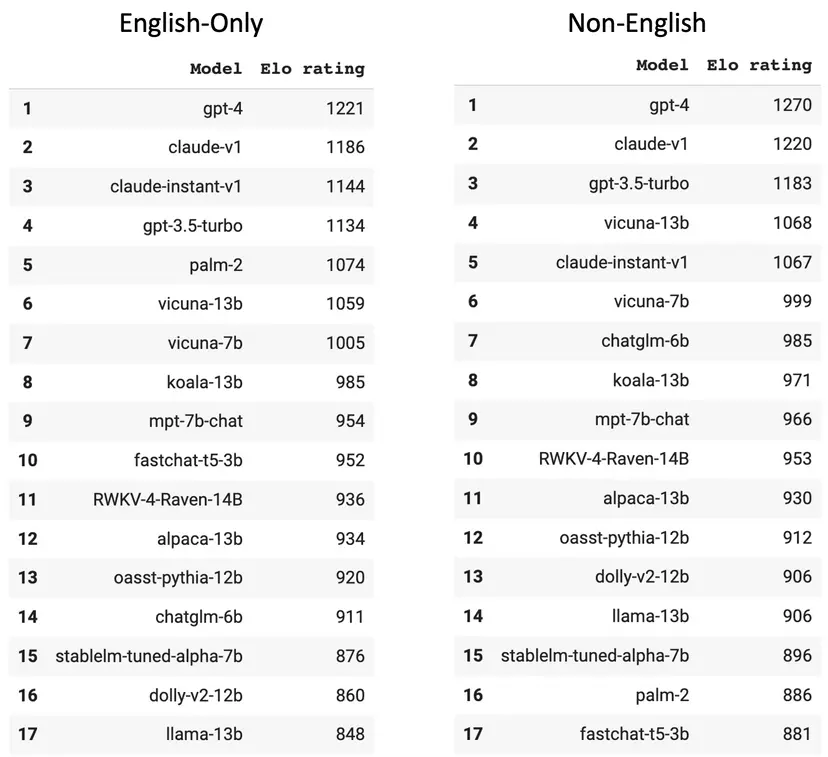 English-Only
Model Elo rating
1 gpt-4 1221
2 claude-v1 1186
3 claude-instant-v1 1144
4 gpt-3.5-turbo 1134
5 palm-2 1074
6 vicuna-13b 1059
7 vicuna-7b 1005
8 koala-13b 985
9 mpt-7b-chat 954
10 fastchat-t5-3b 952
11 RWKV-4-Raven-14B 936
12 alpaca-13b 934
13 oasst-pythia-12b 920
14 chatglm-6b 911
15 stablelm-tuned-alpha-7b 876
16 dolly-v2-12b 860
17 llama-13b 848
Non-English
Model Elo rating
1 gpt-4 1270
2 claude-v1 1220
3 gpt-3.5-turbo 1183
4 vicuna-13b 1068
5 claude-instant-v1 1067
6 vicuna-7b 999
7 chatglm-6b 985
8 koala-13b 971
9 mpt-7b-chat 966
10 RWKV-4-Raven-14B 953
11 alpaca-13b 930
12 oasst-pythia-12b 912
13 dolly-v2-12b 906
14 llama-13b 906
15 stablelm-tuned-alpha-7b 896
16 palm-2 886
17 fastchat-t5-3b 881